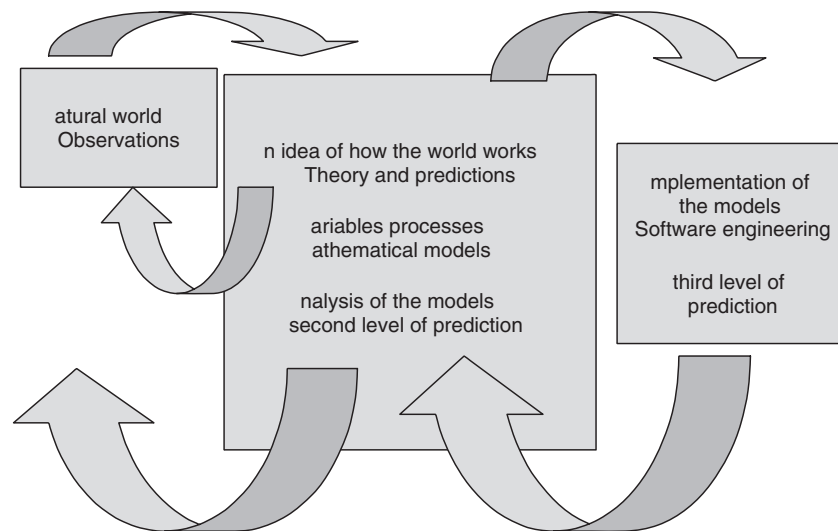 atural world
Observations
n idea of how the world works
Theory and predictions
ariables processes
athematical models
nalysis of the models
second level of prediction
mplementation of
the models
Software engineering
third level of
prediction